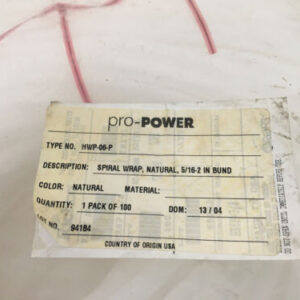 pro-POWER
TYPE NO. HWP-06-P
DESCRIPTION: SPIRAL WRAP, NATURAL, 5/16-2 IN BUND
COLOR: NATURAL MATERIAL:
QUANTITY: 1 PACK OF 100 DOM: 13 / 04
NO. 94184
COUNTRY OF ORIGIN USA